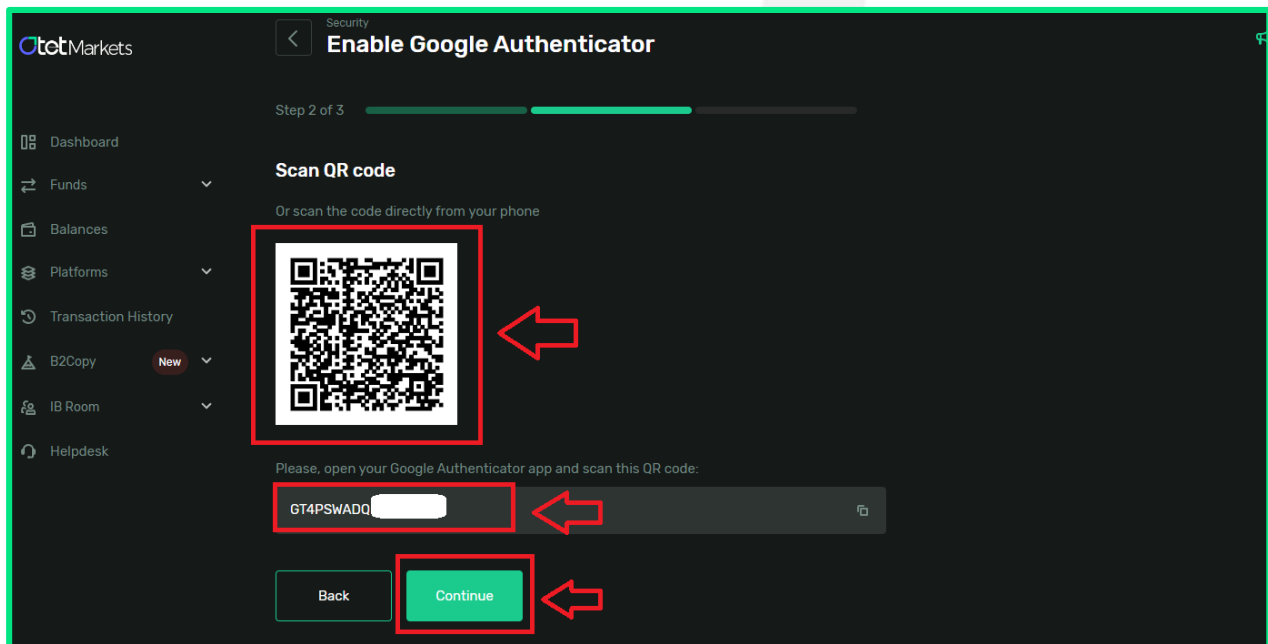 OtetMarkets
Security
Enable Google Authenticator
Step 2 of 3
Dashboard
Funds
Balances
Platforms
Transaction History
B2Copy New
IB Room
Helpdesk
Scan QR code
Or scan the code directly from your phone
Please, open your Google Authenticator app and scan this QR code:
GT4PSWADQ
Back
Continue